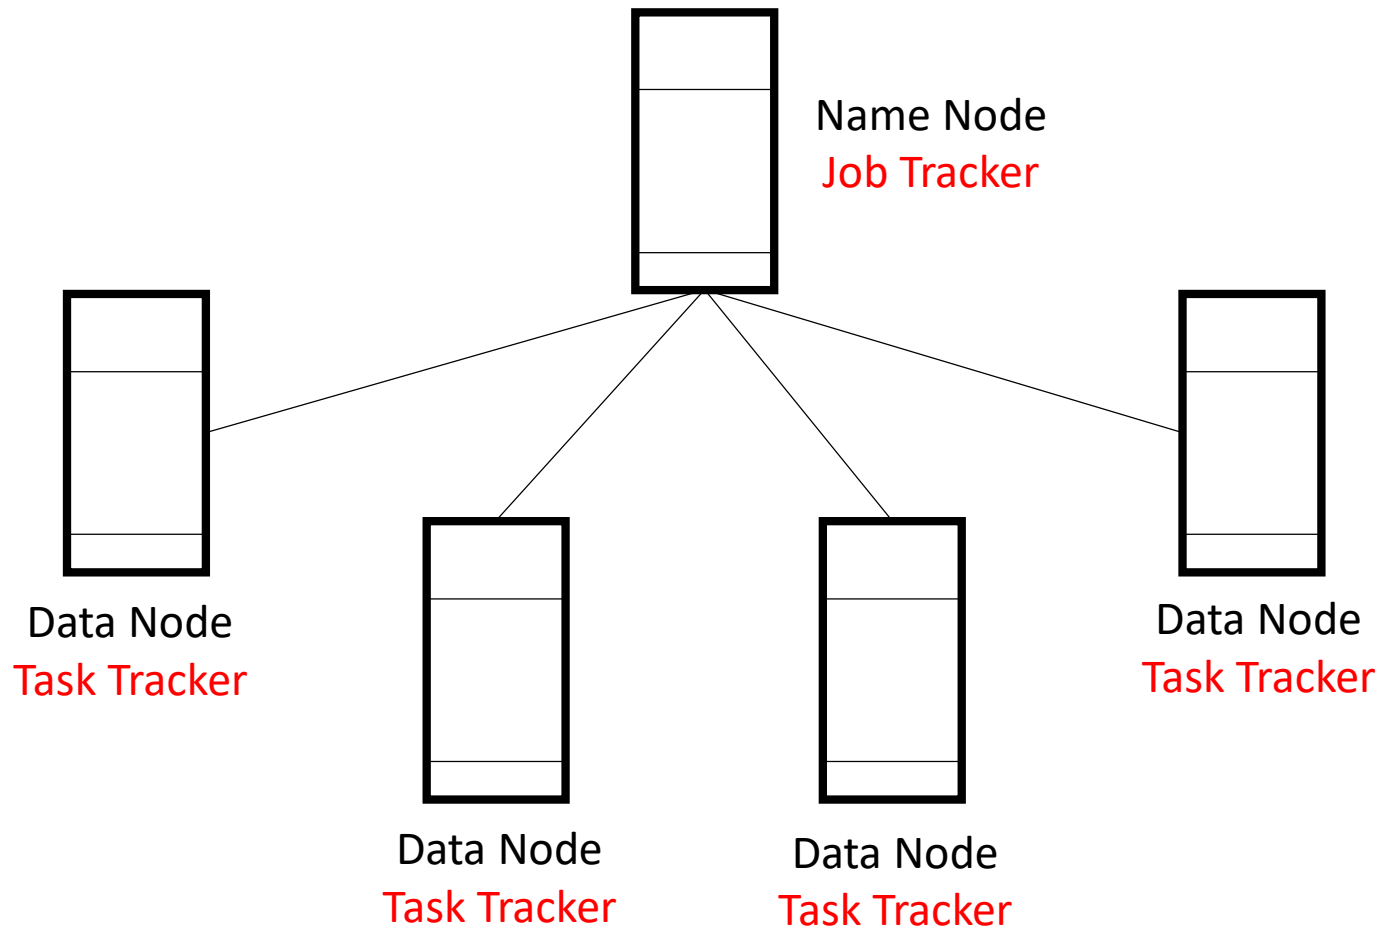 Name Node
Job Tracker
Data Node
Task Tracker
Data Node
Task Tracker
Data Node
Task Tracker
Data Node
Task Tracker